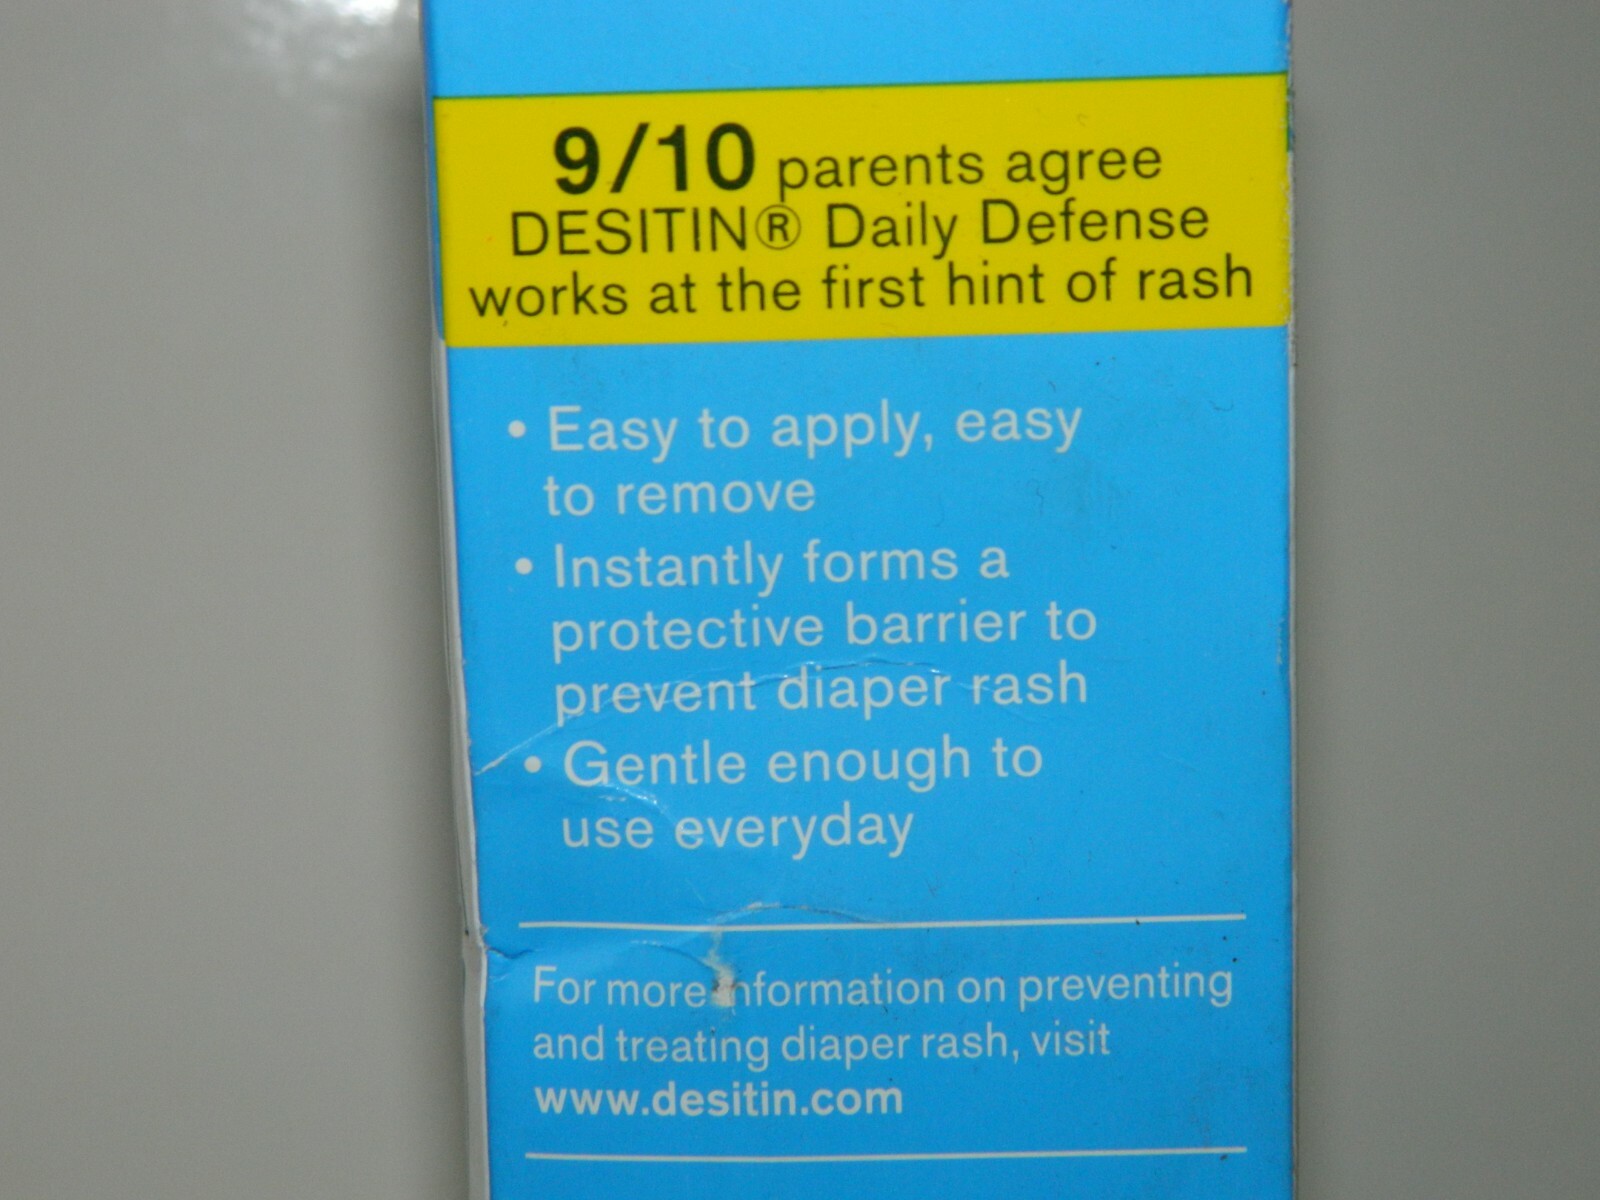 9/10 parents agree
DESITIN® Daily Defense
works at the first hint of rash
• Easy to apply, easy
to remove
• Instantly forms a
protective barrier to
prevent diaper rash
• Gentle enough to
use everyday
For more information on preventing
and treating diaper rash, visit
www.desitin.com